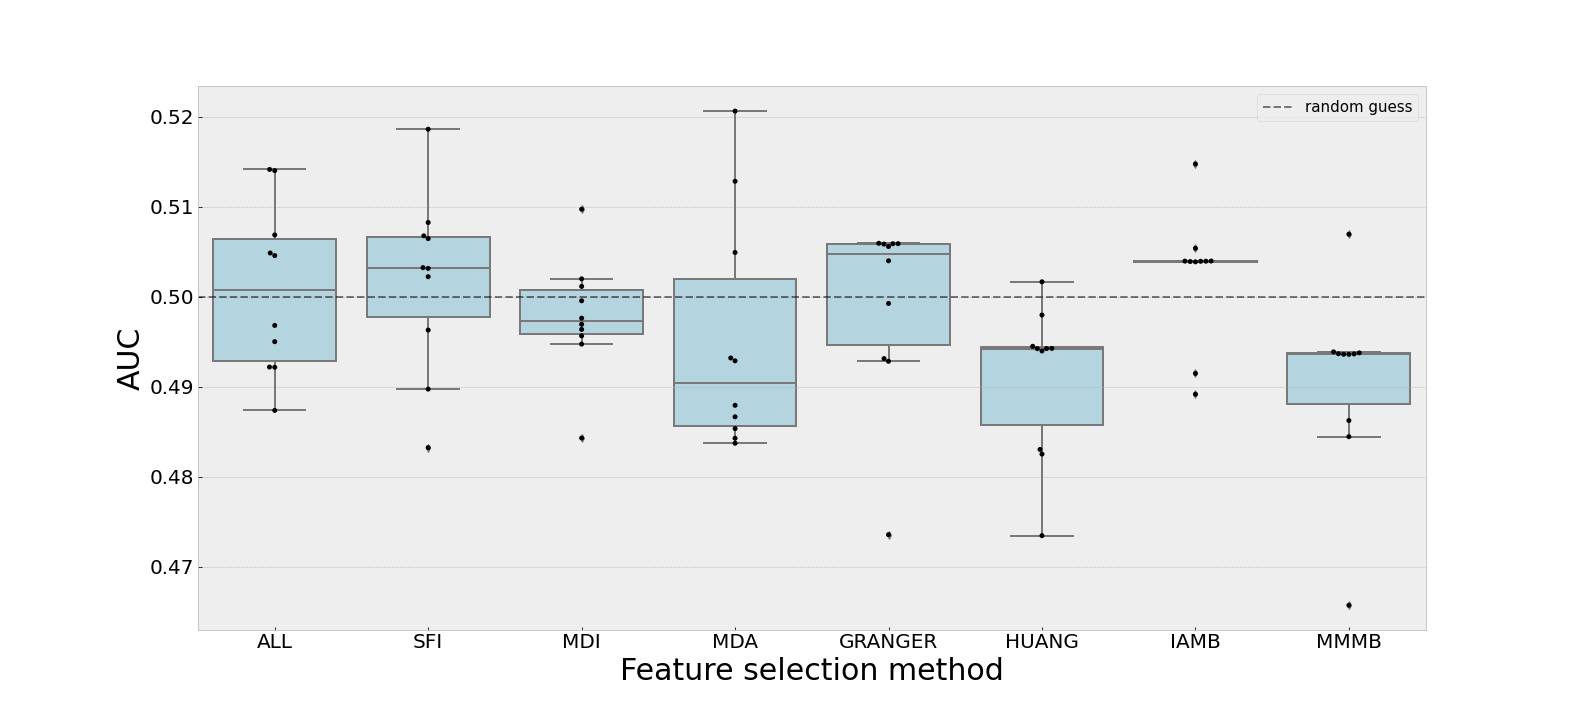 random guess
0.52
0.51
0.50
0.49
0.48
0.47
AUC
ALL SFI MDI MDA GRANGER HUANG IAMB MMMB
Feature selection method